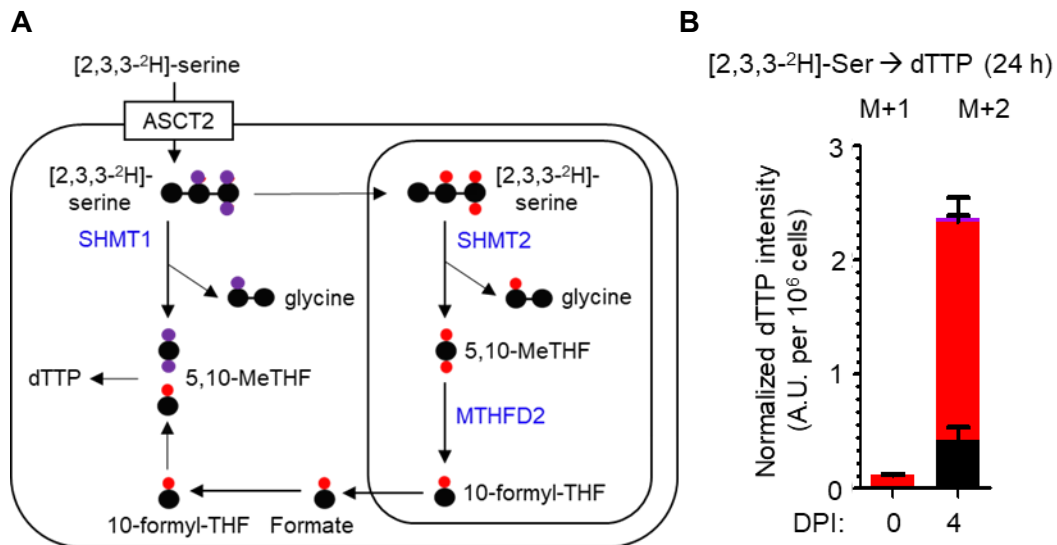 A
[2,3,3-²H]-serine
ASCT2
[2,3,3-²H]-
serine
[2,3,3-²H]-
serine
SHMT1
SHMT2
glycine
glycine
5,10-MeTHF
5,10-MeTHF
dTTP
MTHFD2
10-formyl-THF
10-formyl-THF
Formate
B
[2,3,3-²H]-Ser → dTTP (24 h)
M+1 M+2
Normalized dTTP intensity
(A.U. per 10⁶ cells)
3
2
1
0
DPI: 0 4